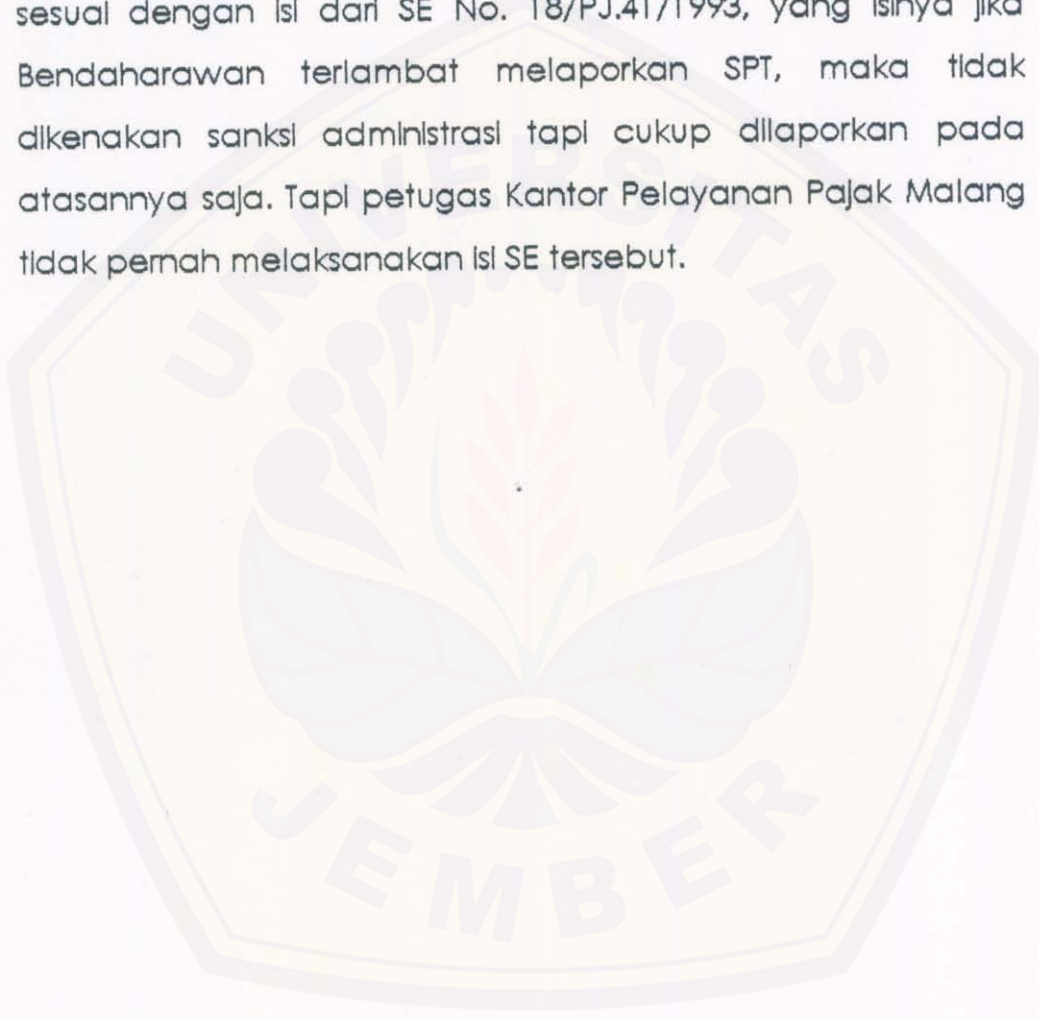 sesuai dengan isi dari SE No. 18/PJ.41/1993, yang isinya jika
Bendaharawan terlambat melaporkan SPT, maka tidak
dikenakan sanksi administrasi tapi cukup dilaporkan pada
atasannya saja. Tapi petugas Kantor Pelayanan Pajak Malang
tidak pernah melaksanakan isi SE tersebut.
UNIVERSITAS
JEMBER